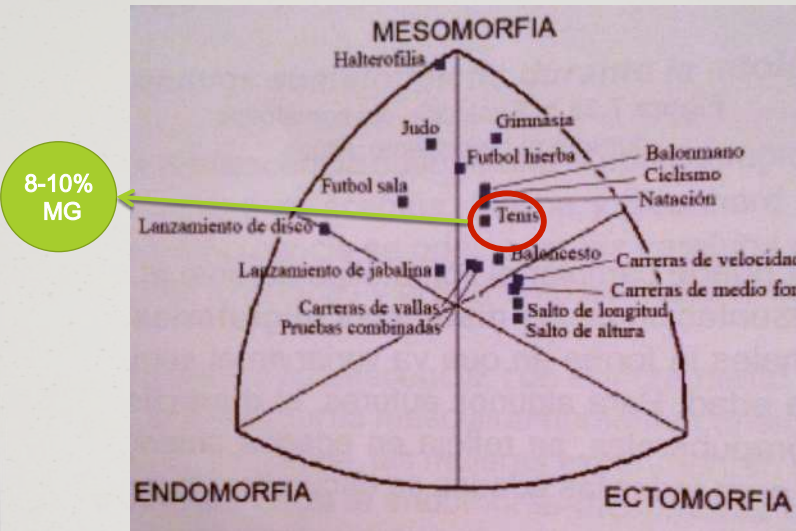 MESOMORFIA
Halterofilia
Judo
Gimnasia
Futbol hierba
Balonmano
Ciclismo
Natación
8-10%
MG
Futbol sala
Tenis
Lanzamiento de disco
Baloncesto
Carreras de velocidad
Lanzamiento de jabalina
Carreras de medio fon
Carreras de vallas
Salto de longitud
Pruebas combinadas
Salto de altura
ENDOMORFIA
ECTOMORFIA